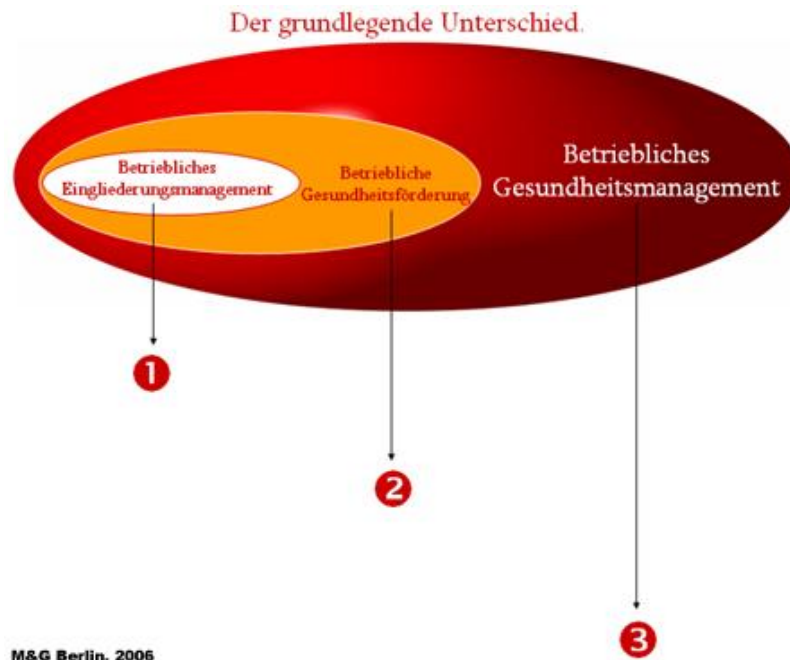 Der grundlegende Unterschied.
Betriebliches
Eingliederungsmanagement
Betriebliche
Gesundheitsförderung
Betriebliches
Gesundheitsmanagement
1
2
3
M&G Berlin, 2006